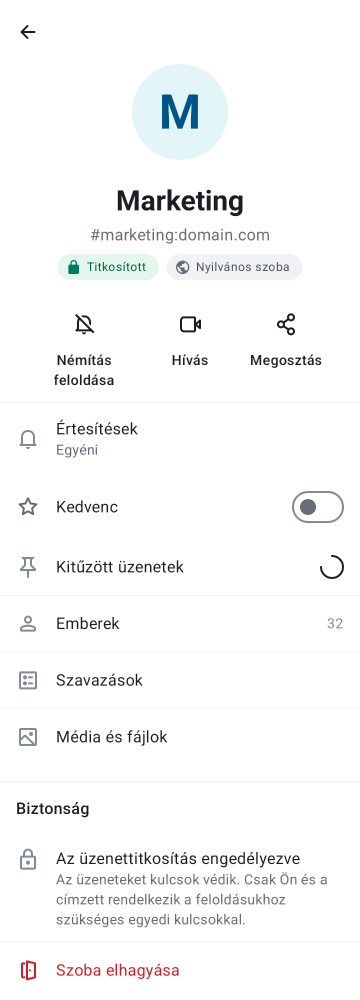 M
Marketing
#marketing:domain.com
Titkosított
Nyilvános szoba
Némítás
feloldása
Hívás
Megosztás
Értesítések
Egyéni
Kedvenc
Kitűzött üzenetek
Emberek
32
Szavazások
Média és fájlok
Biztonság
Az üzenettitkosítás engedélyezve
Az üzeneteket kulcsok védik. Csak Ön és a
címzett rendelkezik a feloldásukhoz
szükséges egyedi kulcsokkal.
Szoba elhagyása